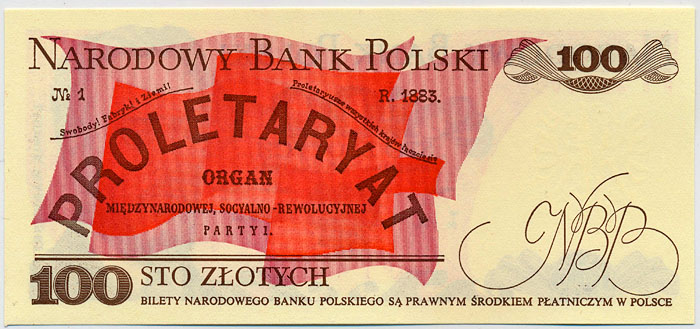 NARODOWY BANK POLSKI
100
№ 1
R. 1883.
Swobody! Fabryk! i Ziemi!
Proletaryusze wszystkich krajów łączcie się
PROLETARYAT
ORGAN
MIĘDZYNARODOWEJ, SOCYALNO-REWOLUCYJNEJ
PARTYI.
NBP
100 STO ZŁOTYCH
BILETY NARODOWEGO BANKU POLSKIEGO SĄ PRAWNYM ŚRODKIEM PŁATNICZYM W POLSCE